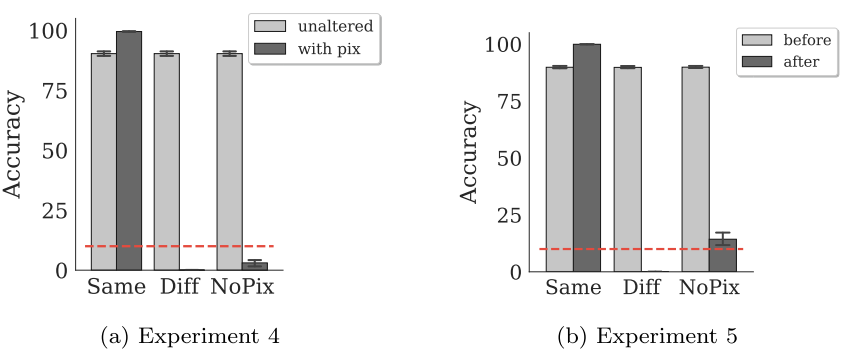 unaltered
with pix
Accuracy
100
75
50
25
0
Same Diff NoPix
(a) Experiment 4
before
after
Accuracy
100
75
50
25
0
Same Diff NoPix
(b) Experiment 5